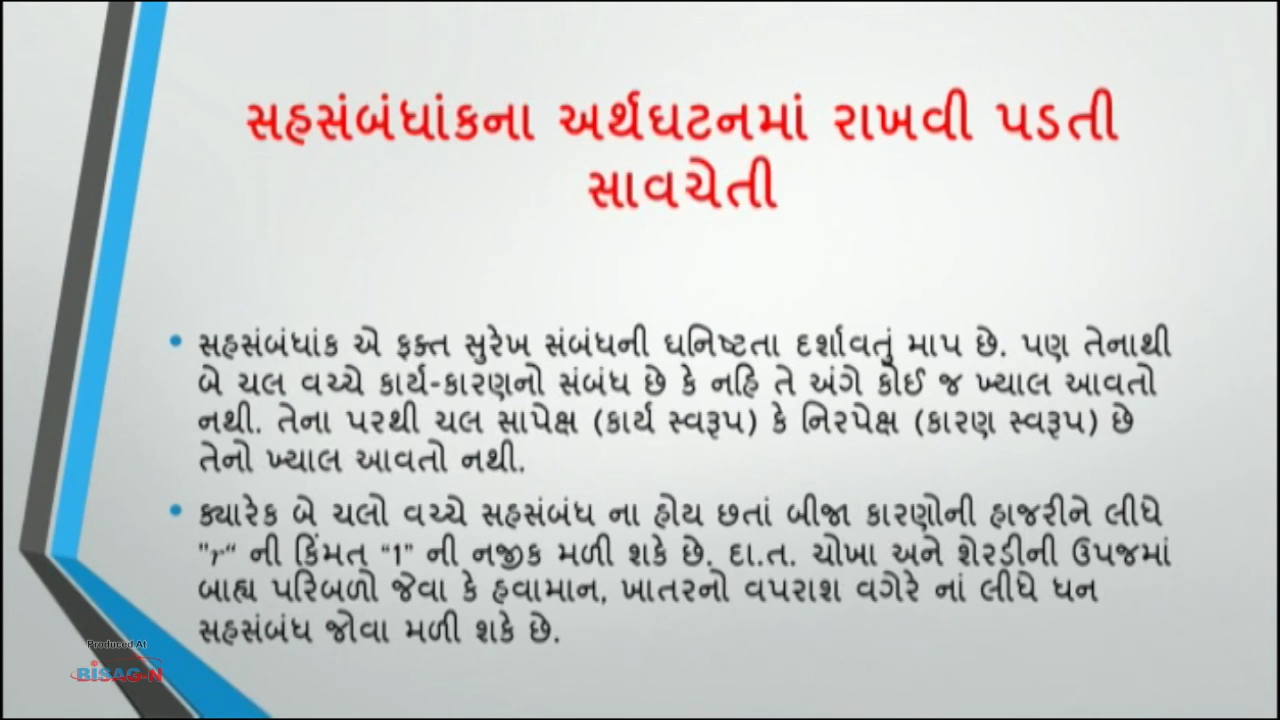 સહસંબંધાંકના અર્થઘટનમાં રાખવી પડતી
સાવચેતી
• સહસંબંધાંક એ ફક્ત સુરેખ સંબંધની ઘનિષ્ટતા દર્શાવતું માપ છે. પણ તેનાથી
બે ચલ વચ્ચે કાર્ય-કારણનો સંબંધ છે કે નહિ તે અંગે કોઈ જ ખ્યાલ આવતો
નથી. તેના પરથી ચલ સાપેક્ષ (કાર્ય સ્વરૂપ) કે નિરપેક્ષ (કારણ સ્વરૂપ) છે
તેનો ખ્યાલ આવતો નથી.
• ક્યારેક બે ચલો વચ્ચે સહસંબંધ ના હોય છતાં બીજા કારણોની હાજરીને લીધે
"r“ ની કિંમત “1” ની નજીક મળી શકે છે. દા.ત. ચોખા અને શેરડીની ઉપજમાં
બાહ્ય પરિબળો જેવા કે હવામાન, ખાતરનો વપરાશ વગેરે નાં લીધે ધન
સહસંબંધ જોવા મળી શકે છે.
Produced At
BISAG-N